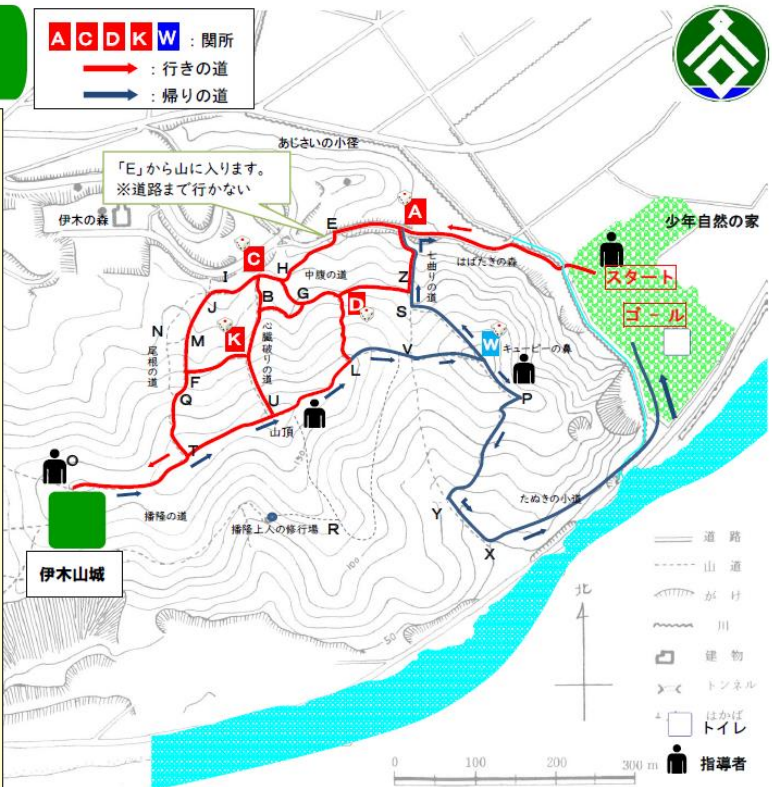 A C D K W : 関所
: 行きの道
: 帰りの道
あじさいの小径
「E」から山に入ります。
※道路まで行かない
伊木の森
E
A
少年自然の家
C
H
中腹の道
七曲りの道
はばたきの森
スタート
I
B
G
Z
D
J
S
ゴール
N
M
K
心臓破りの道
W
キューピーの鼻
尾根の道
V
F
L
Q
P
U
山頂
T
O
150
播隆の道
播隆上人の修行場
R
Y
たぬきの小道
X
伊木山城
100
50
北
道路
山道
がけ
川
建物
トンネル
はかば
トイレ
指導者
0 100 200 300 m